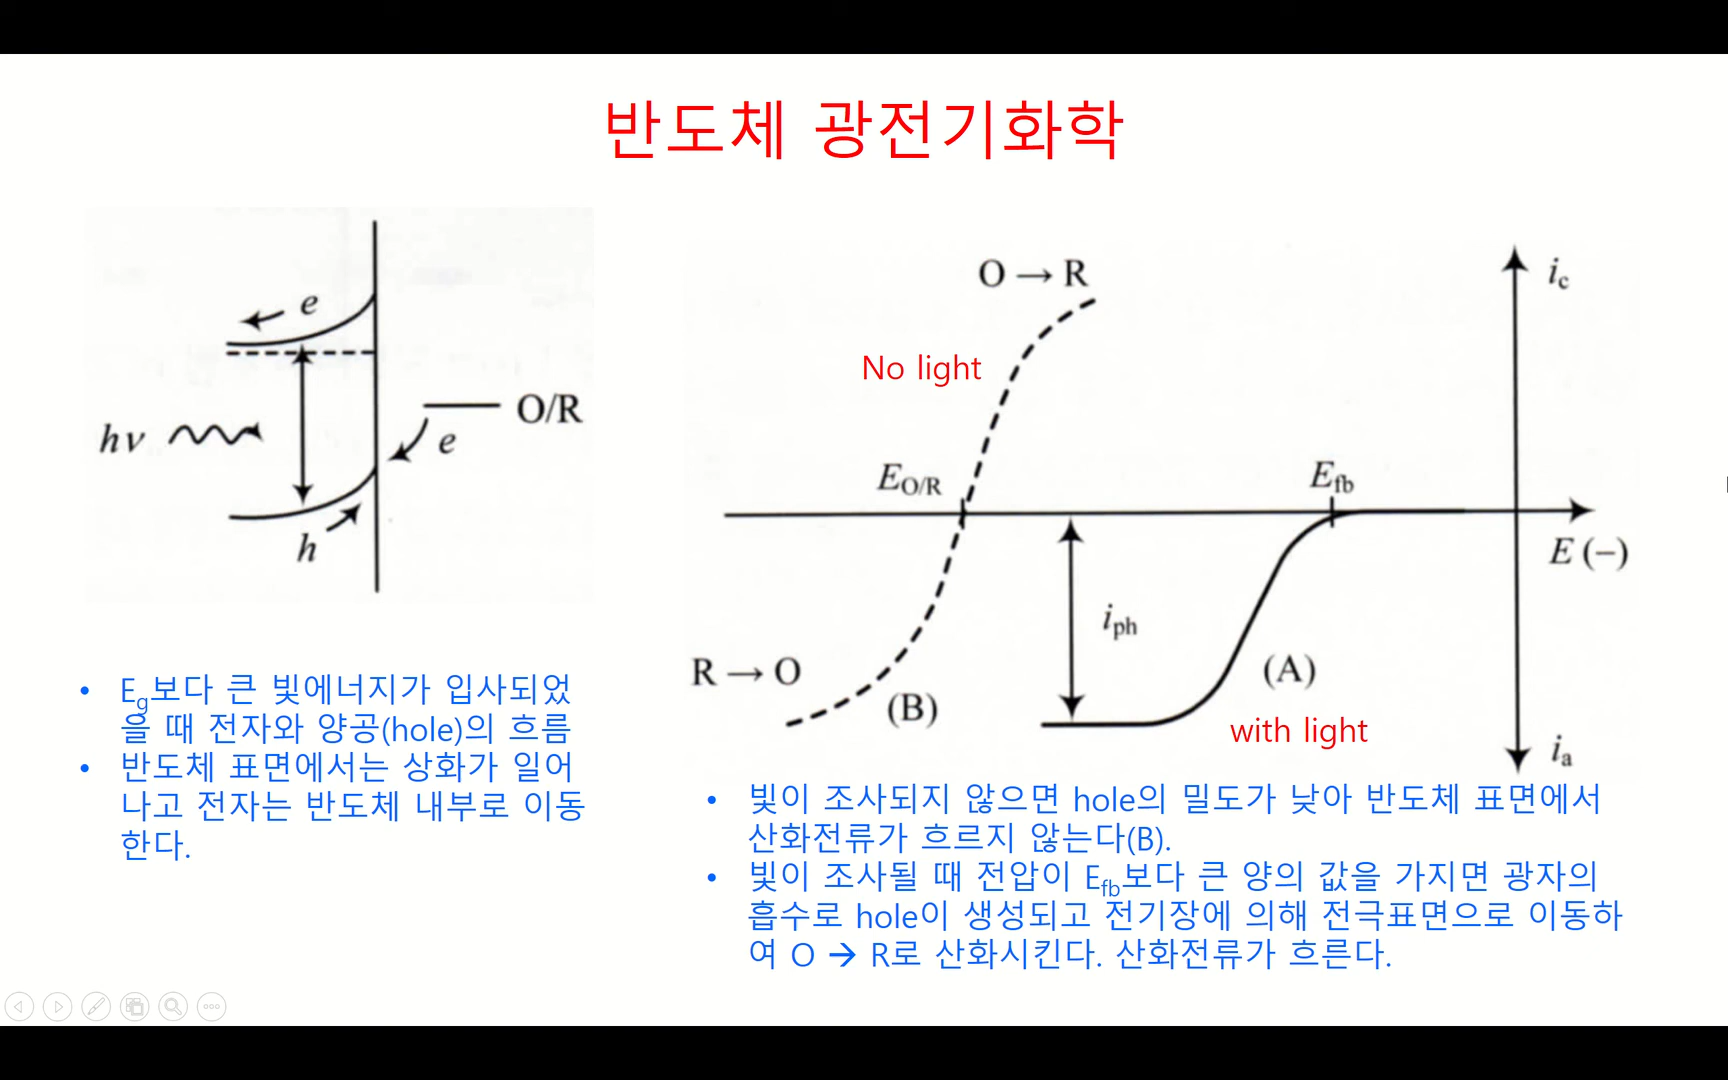 반도체 광전기화학
e
hν
O/R
e
h
• Eg보다 큰 빛에너지가 입사되었
을 때 전자와 양공(hole)의 흐름
• 반도체 표면에서는 상화가 일어
나고 전자는 반도체 내부로 이동
한다.
O → R
ic
No light
EO/R
Efb
E (−)
iph
R → O
(A)
(B)
with light
ia
• 빛이 조사되지 않으면 hole의 밀도가 낮아 반도체 표면에서
산화전류가 흐르지 않는다(B).
• 빛이 조사될 때 전압이 Efb보다 큰 양의 값을 가지면 광자의
흡수로 hole이 생성되고 전기장에 의해 전극표면으로 이동하
여 O → R로 산화시킨다. 산화전류가 흐른다.